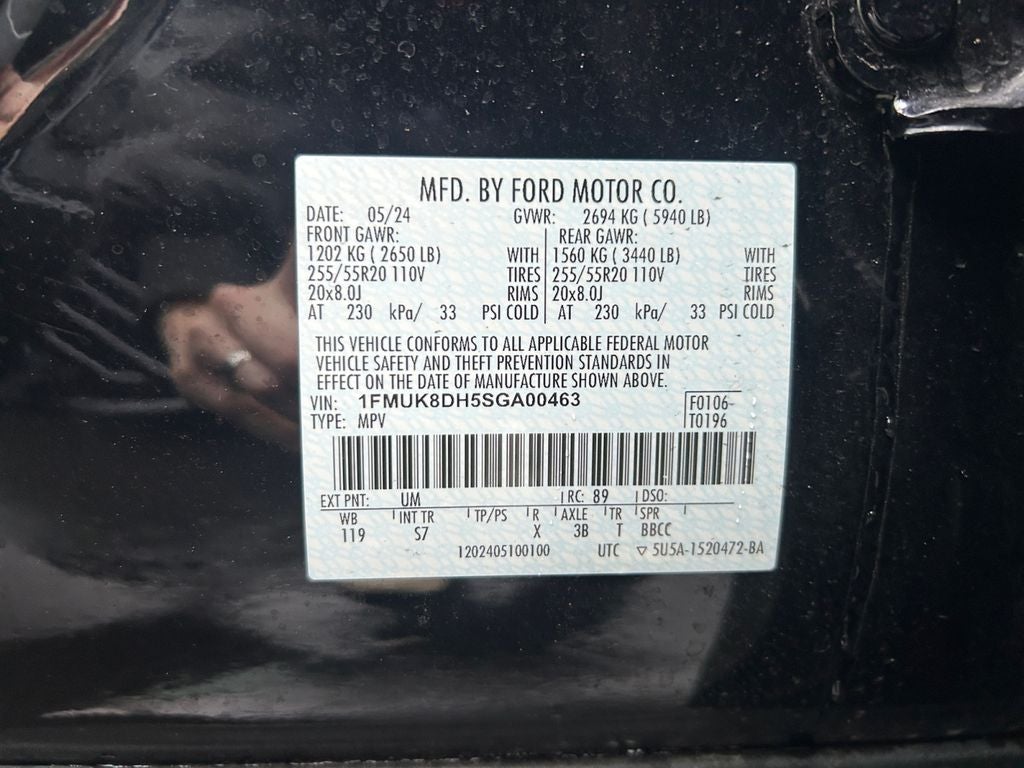 MFD. BY FORD MOTOR CO.
DATE: 05/24 GVWR: 2694 KG ( 5940 LB)
FRONT GAWR: REAR GAWR:
1202 KG ( 2650 LB) WITH 1560 KG ( 3440 LB) WITH
255/55R20 110V TIRES 255/55R20 110V TIRES
20x8.0J RIMS 20x8.0J RIMS
AT 230 kPa/ 33 PSI COLD AT 230 kPa/ 33 PSI COLD
THIS VEHICLE CONFORMS TO ALL APPLICABLE FEDERAL MOTOR
VEHICLE SAFETY AND THEFT PREVENTION STANDARDS IN
EFFECT ON THE DATE OF MANUFACTURE SHOWN ABOVE.
VIN: 1FMUK8DH5SGA00463 F0106-
TYPE: MPV T0196
EXT PNT: UM RC: 89 DSO:
WB INT TR TP/PS R AXLE TR SPR
119 S7 X 3B T BBCC
1202405100100 UTC ▽ 5U5A-1520472-BA